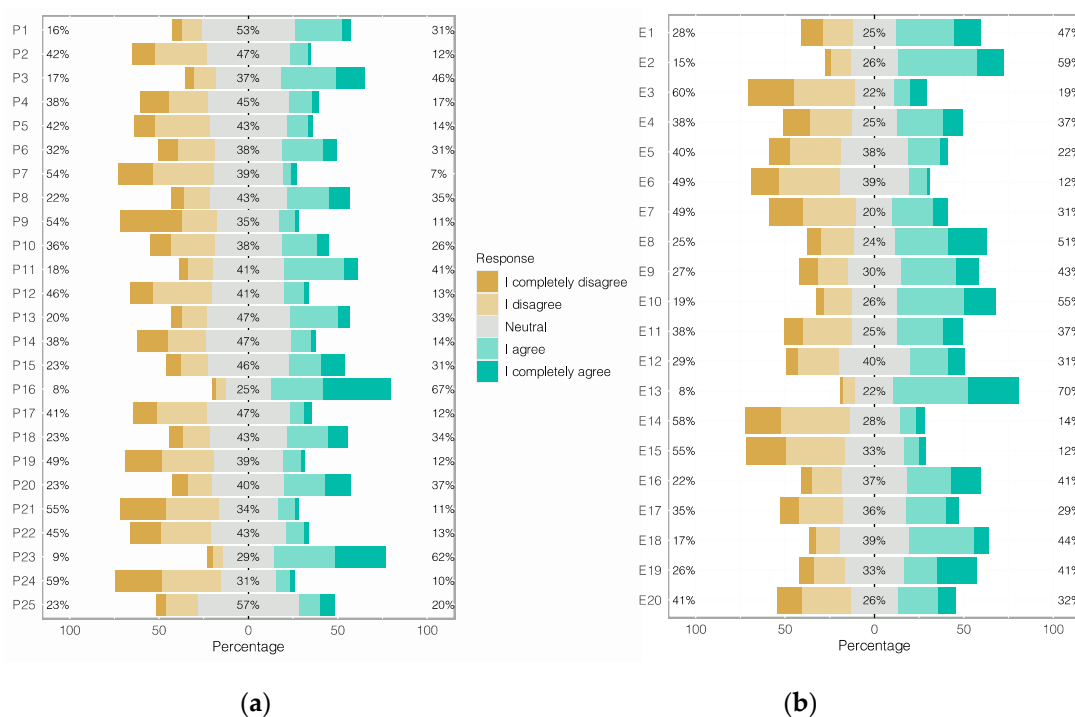 P1 16% 53% 31%
P2 42% 47% 12%
P3 17% 37% 46%
P4 38% 45% 17%
P5 42% 43% 14%
P6 32% 38% 31%
P7 54% 39% 7%
P8 22% 43% 35%
P9 54% 35% 11%
P10 36% 38% 26%
P11 18% 41% 41%
P12 46% 41% 13%
P13 20% 47% 33%
P14 38% 47% 14%
P15 23% 46% 31%
P16 8% 25% 67%
P17 41% 47% 12%
P18 23% 43% 34%
P19 49% 39% 12%
P20 23% 40% 37%
P21 55% 34% 11%
P22 45% 43% 13%
P23 9% 29% 62%
P24 59% 31% 10%
P25 23% 57% 20%
100 50 0 50 100
Percentage
Response
I completely disagree
I disagree
Neutral
I agree
I completely agree
E1 28% 25% 47%
E2 15% 26% 59%
E3 60% 22% 19%
E4 38% 25% 37%
E5 40% 38% 22%
E6 49% 39% 12%
E7 49% 20% 31%
E8 25% 24% 51%
E9 27% 30% 43%
E10 19% 26% 55%
E11 38% 25% 37%
E12 29% 40% 31%
E13 8% 22% 70%
E14 58% 28% 14%
E15 55% 33% 12%
E16 22% 37% 41%
E17 35% 36% 29%
E18 17% 39% 44%
E19 26% 33% 41%
E20 41% 26% 32%
100 50 0 50 100
Percentage
(a)
(b)